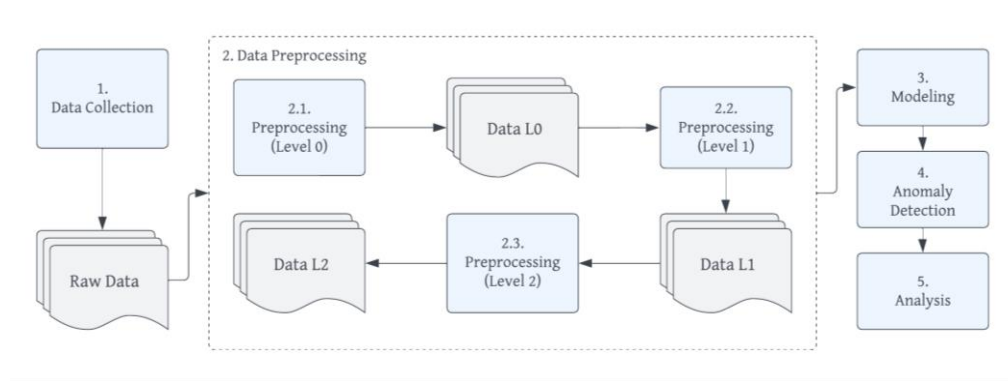 1.
Data Collection
Raw Data
2. Data Preprocessing
2.1.
Preprocessing
(Level 0)
Data L0
2.2.
Preprocessing
(Level 1)
Data L1
2.3.
Preprocessing
(Level 2)
Data L2
3.
Modeling
4.
Anomaly
Detection
5.
Analysis